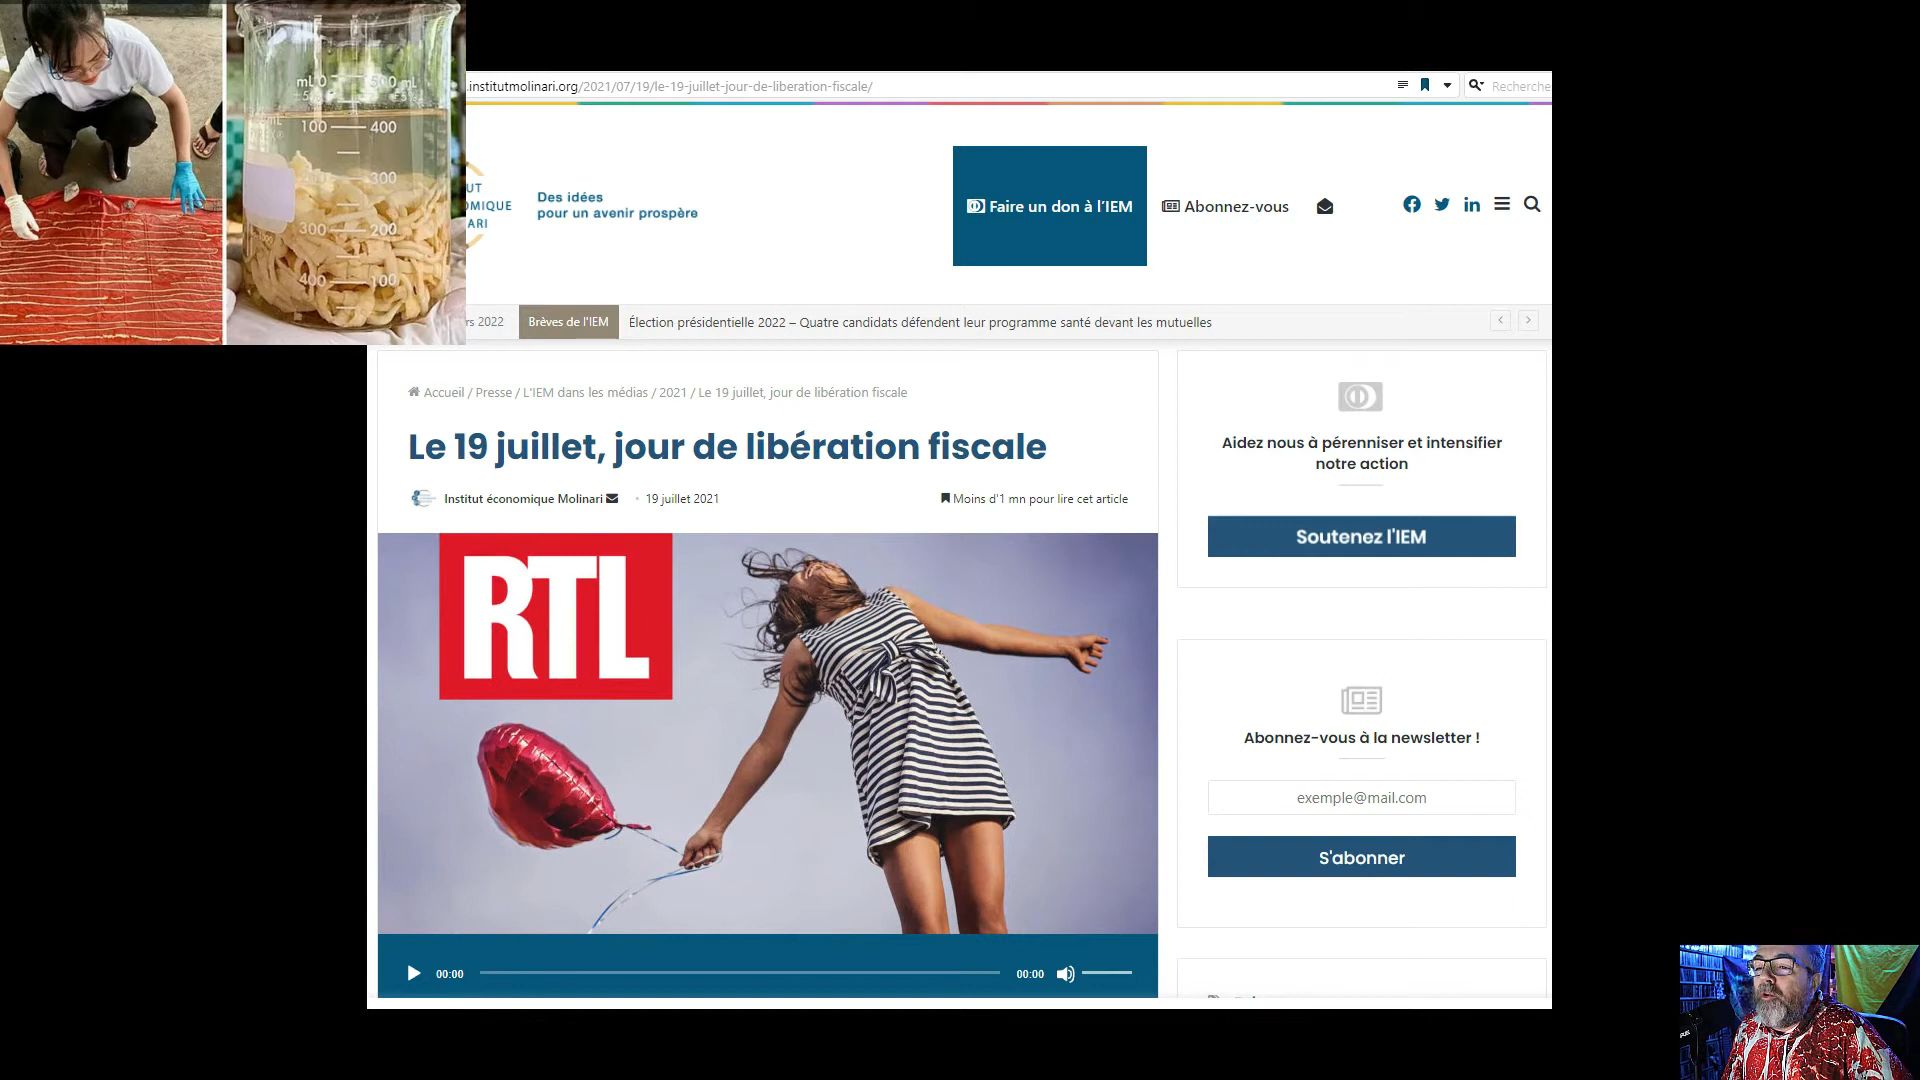 mL 0 500 mL
100 400
300
300 200
400 100
.institutmolinari.org/2021/07/19/le-19-juillet-jour-de-liberation-fiscale/
Recherche
UT
OMIQUE
ARI
Des idées
pour un avenir prospère
Faire un don à l'IEM
Abonnez-vous
rs 2022
Brèves de l'IEM
Élection présidentielle 2022 – Quatre candidats défendent leur programme santé devant les mutuelles
Accueil / Presse / L'IEM dans les médias / 2021 / Le 19 juillet, jour de libération fiscale
Le 19 juillet, jour de libération fiscale
Institut économique Molinari
19 juillet 2021
Moins d'1 mn pour lire cet article
RTL
00:00
00:00
Aidez nous à pérenniser et intensifier
notre action
Soutenez l'IEM
Abonnez-vous à la newsletter !
exemple@mail.com
S'abonner